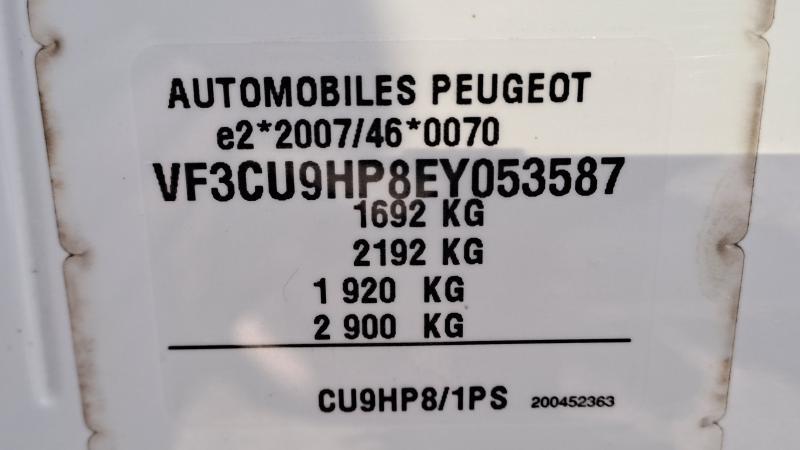 AUTOMOBILES PEUGEOT
e2*2007/46*0070
VF3CU9HP8EY053587
1692 KG
2192 KG
1 920 KG
2 900 KG
CU9HP8/1PS 200452363